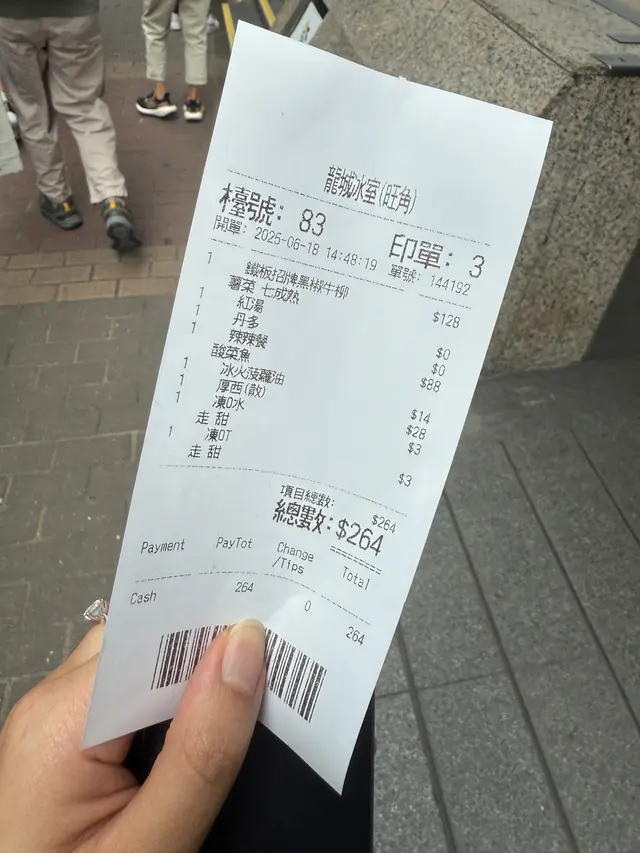 龍城冰室(旺角)
檯號: 83 印單: 3
開單: 2025-06-18 14:48:19 單號: 144192
1 鐵板招牌黑椒牛柳 $128
薯菜 七成熟
1 紅湯 $0
1 丹多 $0
1 辣辣餐 $88
酸菜魚
1 冰火菠蘿油 $14
1 厚西(散) $28
1 凍O水 $3
走 甜
1 凍OT $3
走 甜
項目總數: $264
總數: $264
Payment PayTot Change/Tips Total
Cash 264 0 264